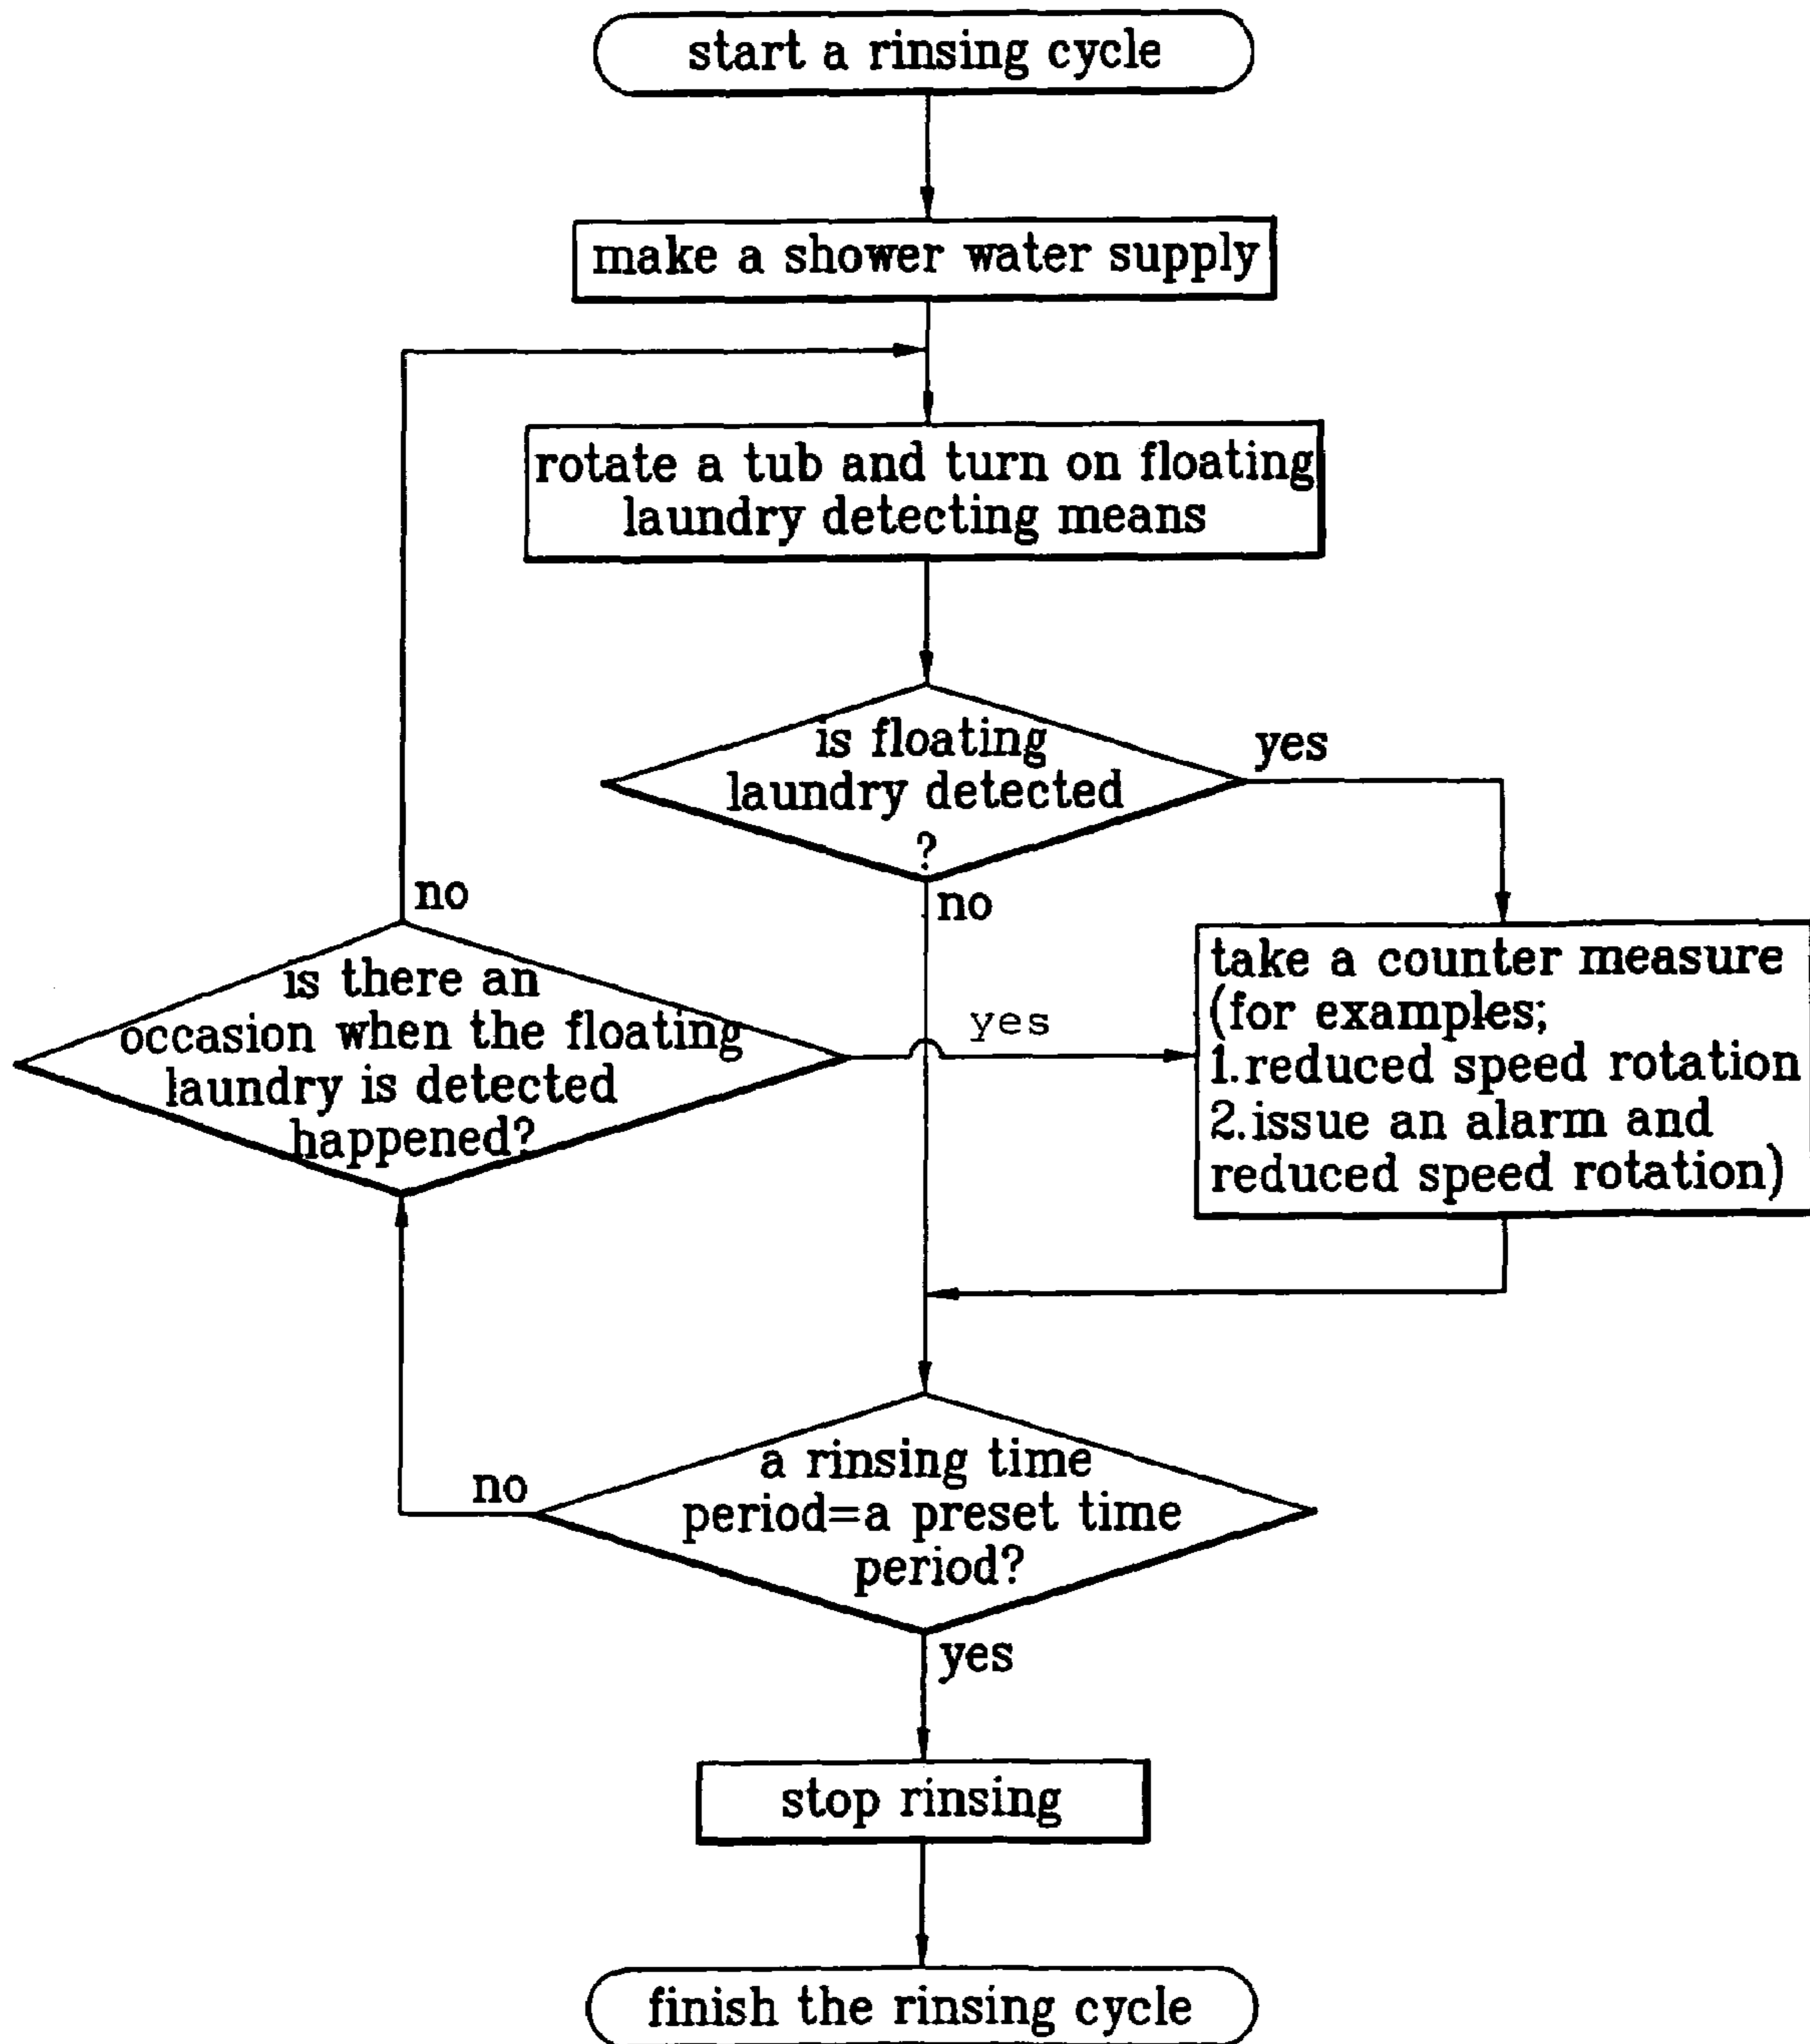 start a rinsing cycle
make a shower water supply
rotate a tub and turn on floating
laundry detecting means
is floating
laundry detected
?
yes
no
no
is there an
occasion when the floating
laundry is detected
happened?
yes
take a counter measure
(for examples;
1.reduced speed rotation
2.issue an alarm and
reduced speed rotation)
a rinsing time
period=a preset time
period?
no
yes
stop rinsing
finish the rinsing cycle